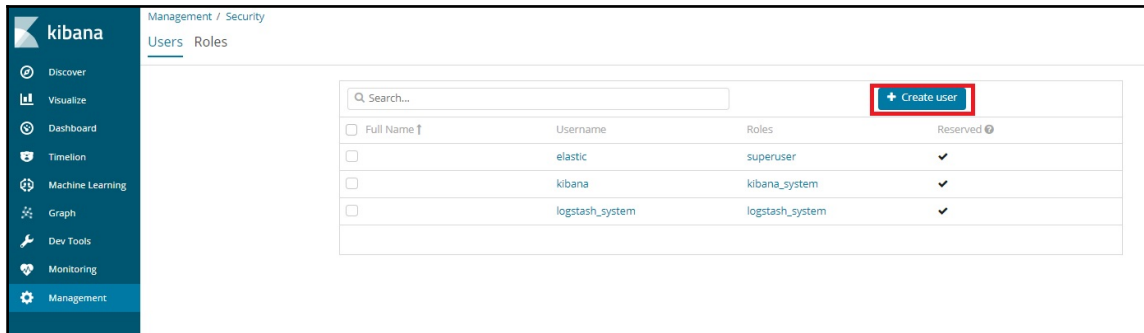 kibana
Discover
Visualize
Dashboard
Timelion
Machine Learning
Graph
Dev Tools
Monitoring
Management
Management / Security
Users Roles
Search...
+ Create user
Full Name Username Roles Reserved
elastic superuser
kibana kibana_system
logstash_system logstash_system